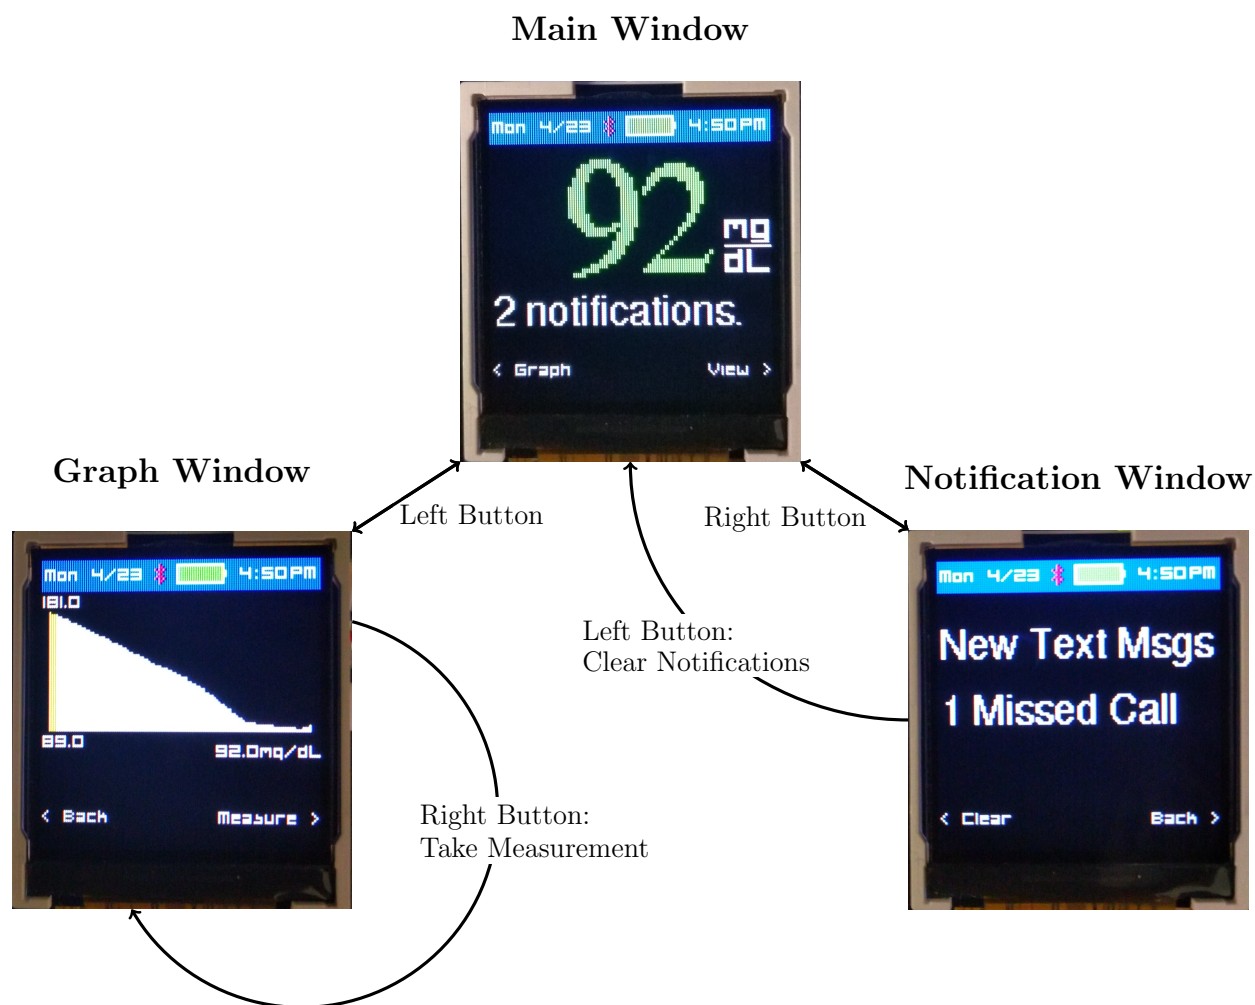 Main Window
Mon 4/23 4:50PM
92 mg
dL
2 notifications.
< Graph View >
Graph Window
Notification Window
Left Button
Right Button
Mon 4/23 4:50PM
181.0
89.0
92.0mg/dL
< Back Measure >
Left Button:
Clear Notifications
Mon 4/23 4:50PM
New Text Msgs
1 Missed Call
< Clear Back >
Right Button:
Take Measurement